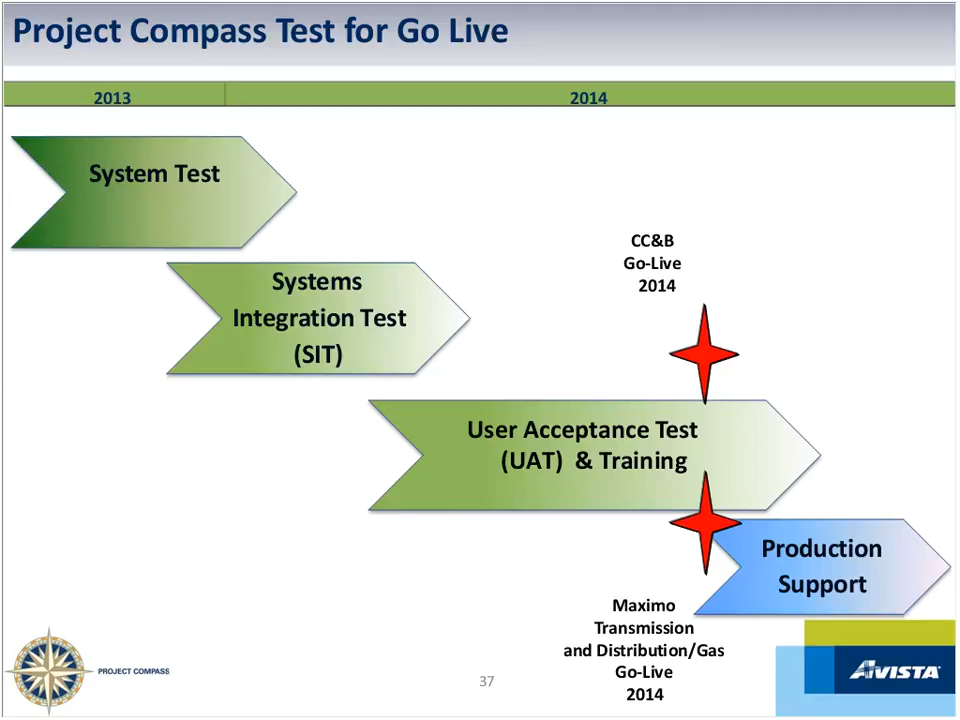 Project Compass Test for Go Live
2013
2014
System Test
Systems
Integration Test
(SIT)
CC&B
Go-Live
2014
User Acceptance Test
(UAT) & Training
Production
Support
Maximo
Transmission
and Distribution/Gas
Go-Live
2014
PROJECT COMPASS
37
AVISTA